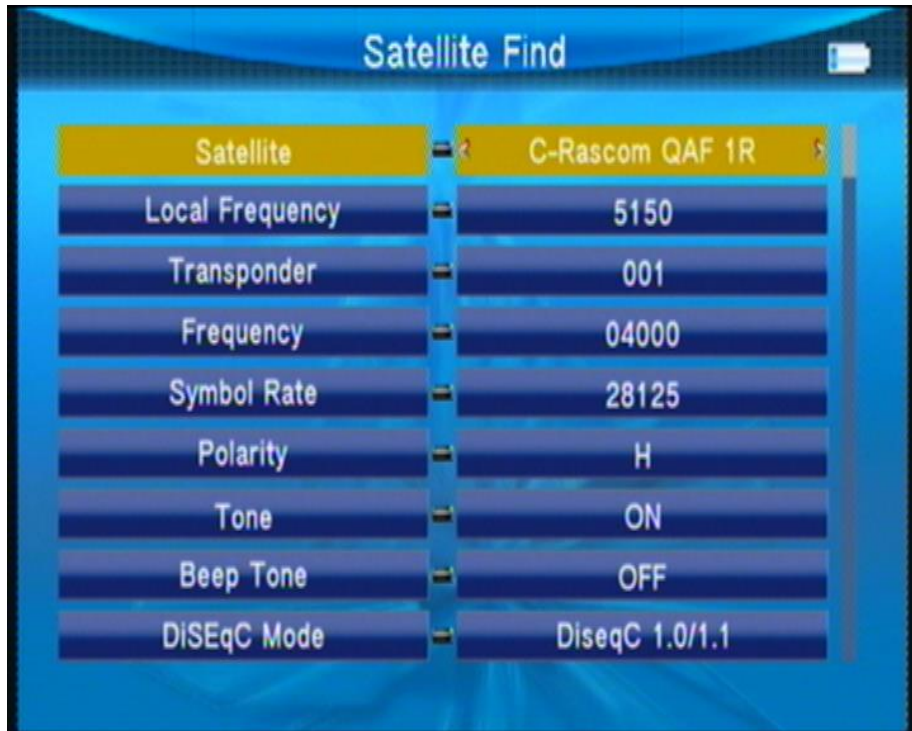 Satellite Find
Satellite C-Rascom QAF 1R
Local Frequency 5150
Transponder 001
Frequency 04000
Symbol Rate 28125
Polarity H
Tone ON
Beep Tone OFF
DiSEqC Mode DiseqC 1.0/1.1